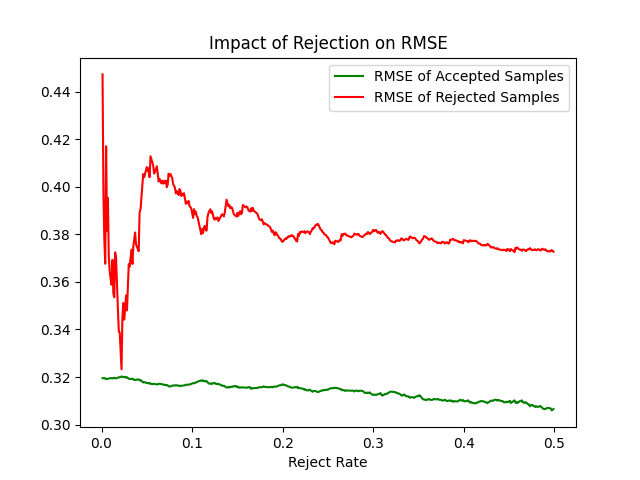 Impact of Rejection on RMSE
RMSE of Accepted Samples
RMSE of Rejected Samples
0.44
0.42
0.40
0.38
0.36
0.34
0.32
0.30
0.0 0.1 0.2 0.3 0.4 0.5
Reject Rate